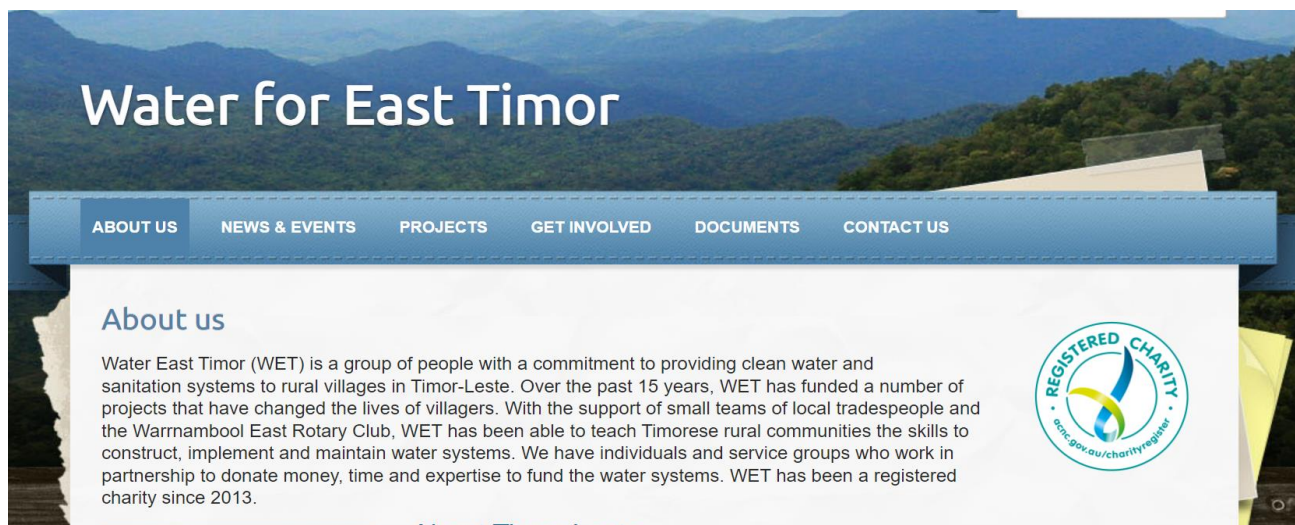 Water for East Timor
ABOUT US NEWS & EVENTS PROJECTS GET INVOLVED DOCUMENTS CONTACT US
About us
Water East Timor (WET) is a group of people with a commitment to providing clean water and
sanitation systems to rural villages in Timor-Leste. Over the past 15 years, WET has funded a number of
projects that have changed the lives of villagers. With the support of small teams of local tradespeople and
the Warrnambool East Rotary Club, WET has been able to teach Timorese rural communities the skills to
construct, implement and maintain water systems. We have individuals and service groups who work in
partnership to donate money, time and expertise to fund the water systems. WET has been a registered
charity since 2013.
REGISTERED CHARITY
acnc.gov.au/charityregister